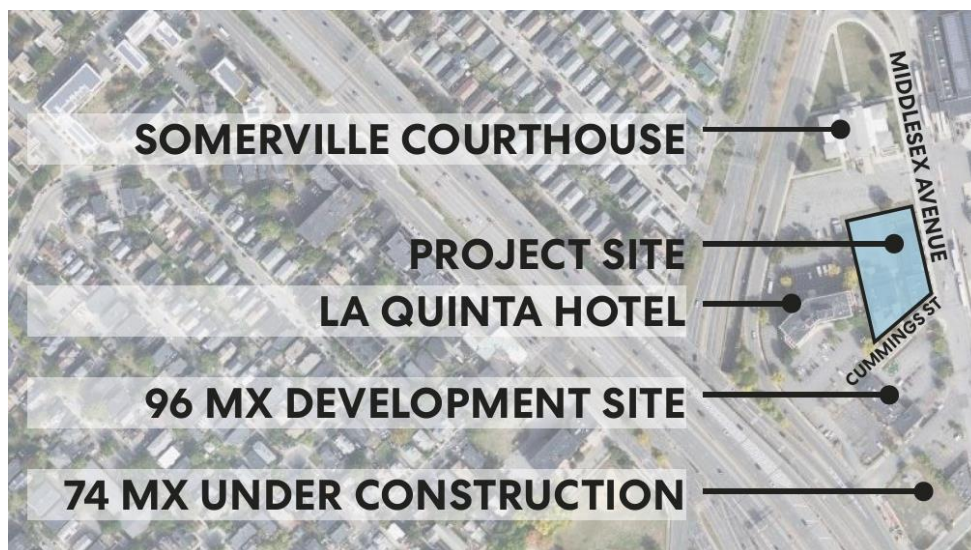 SOMERVILLE COURTHOUSE
MIDDLESEX AVENUE
PROJECT SITE
LA QUINTA HOTEL
CUMMINGS ST
96 MX DEVELOPMENT SITE
74 MX UNDER CONSTRUCTION